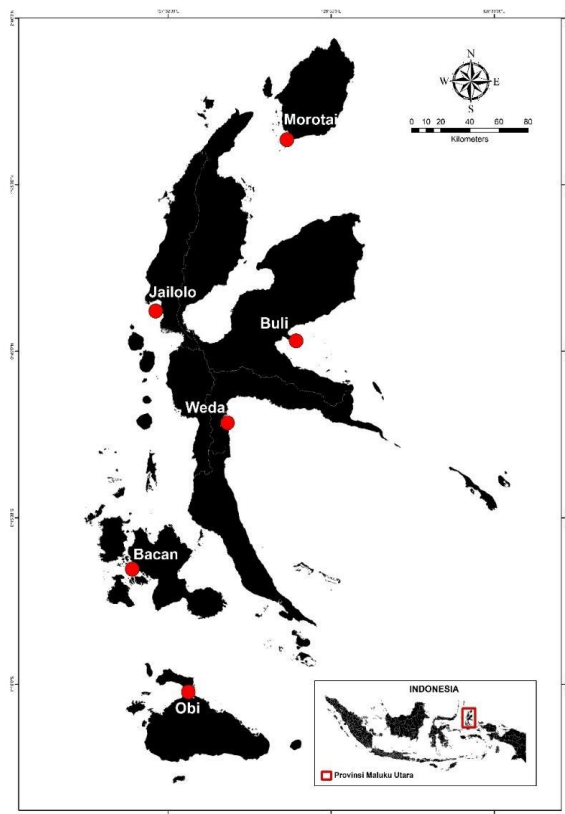 N
W E
S
0 10 20 40 60 80
Kilometers
Morotai
Jailolo
Buli
Weda
Bacan
Obi
INDONESIA
Provinsi Maluku Utara